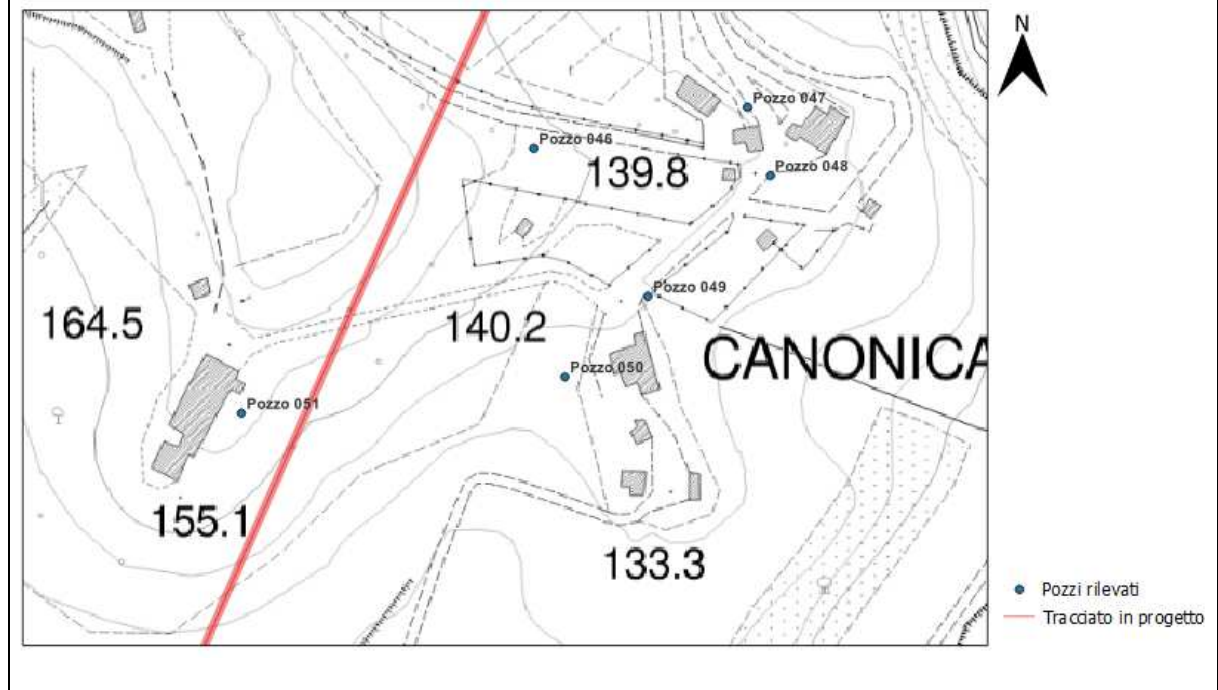 N
Pozzo 047
Pozzo 046
139.8
Pozzo 048
Pozzo 049
164.5
140.2
CANONICA
Pozzo 050
Pozzo 051
155.1
133.3
Pozzi rilevati
Tracciato in progetto